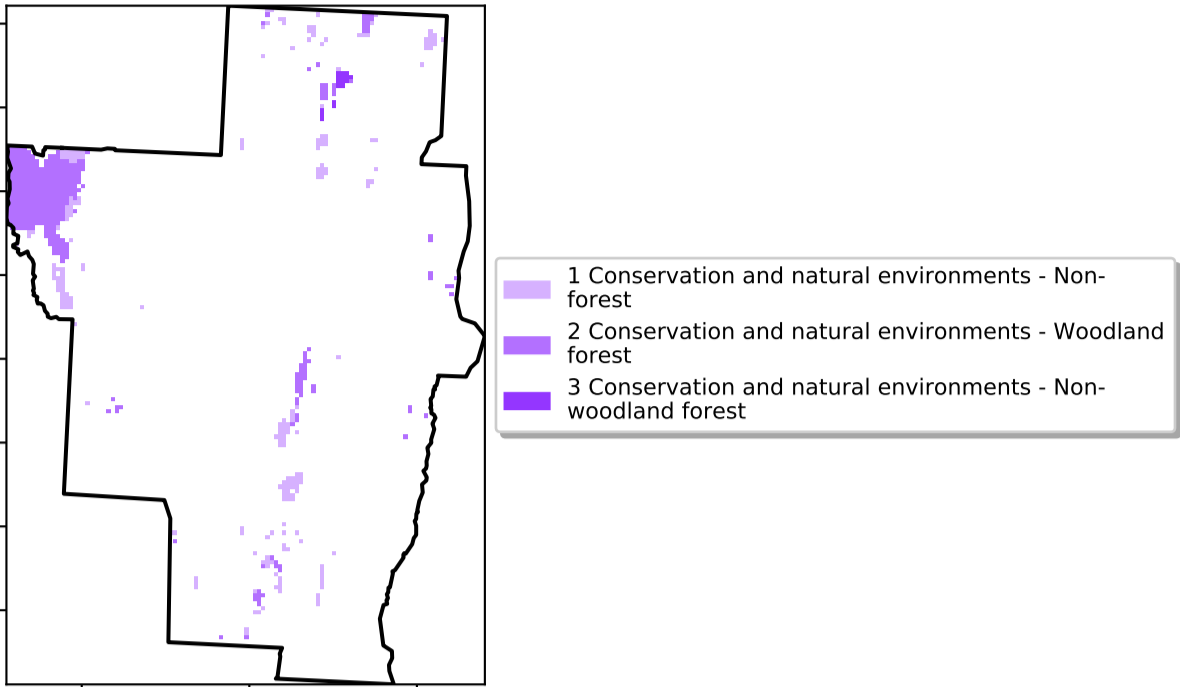 1 Conservation and natural environments - Non-
forest
2 Conservation and natural environments - Woodland
forest
3 Conservation and natural environments - Non-
woodland forest